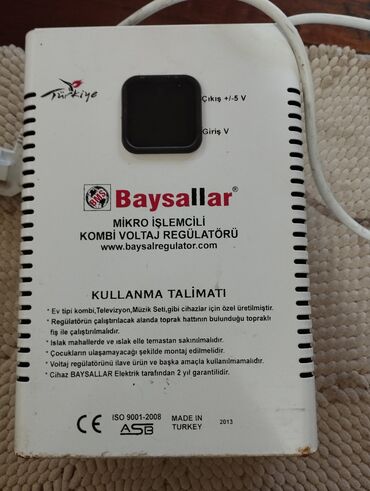 Türkiye
Çıkış +/-5 V
Giriş V
BMS Baysallar®
MİKRO İŞLEMCİLİ
KOMBİ VOLTAJ REGÜLATÖRÜ
www.baysalregulator.com
KULLANMA TALİMATI
* Ev tipi kombi,Televizyon,Müzik Seti,gibi cihazlar için özel üretilmiştir.
* Regülatörün çalıştırılacak alanda toprak hattının bulunduğu topraklı
fiş ile çalıştırılmalıdır.
* Islak mahallerde ve ıslak elle temastan sakınılmalıdır.
* Çocukların ulaşamayacağı şekilde montaj edilmelidir.
* Voltaj regülatörünü ilave ürün ve başka amaçla kullanılmamalıdır.
* Cihaz BAYSALLAR Elektrik tarafından 2 yıl garantilidir.
CE
ISO 9001-2008
ASB
MADE IN
TURKEY
2013